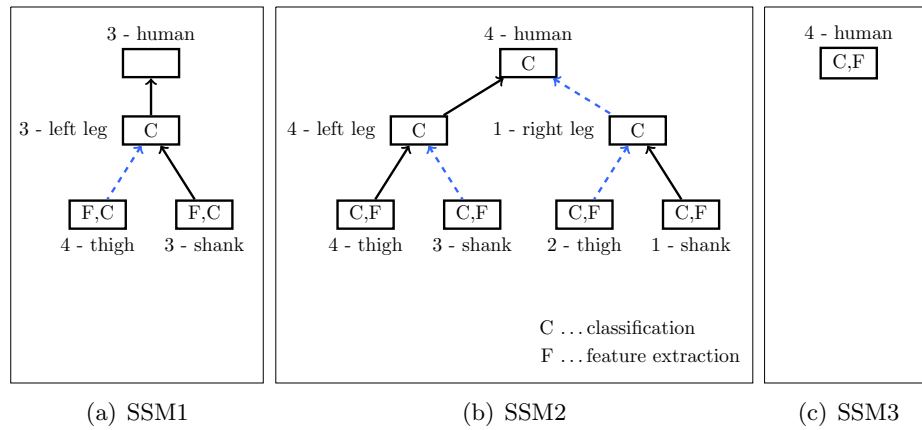 3 - human
3 - left leg
C
F,C
F,C
4 - thigh
3 - shank
(a) SSM1
4 - human
C
4 - left leg
C
1 - right leg
C
C,F
C,F
C,F
C,F
4 - thigh
3 - shank
2 - thigh
1 - shank
C ...classification
F ...feature extraction
(b) SSM2
4 - human
C,F
(c) SSM3